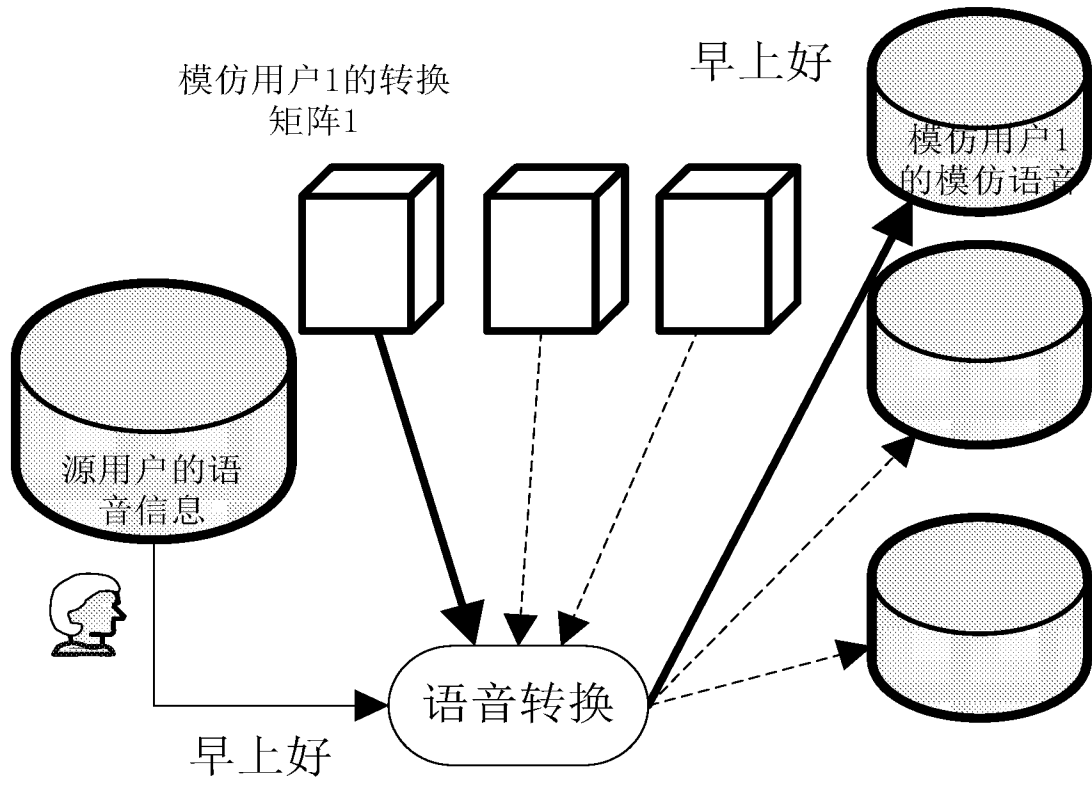 早上好
模仿用户1的转换
矩阵1
模仿用户1
的模仿语音
源用户的语
音信息
语音转换
早上好